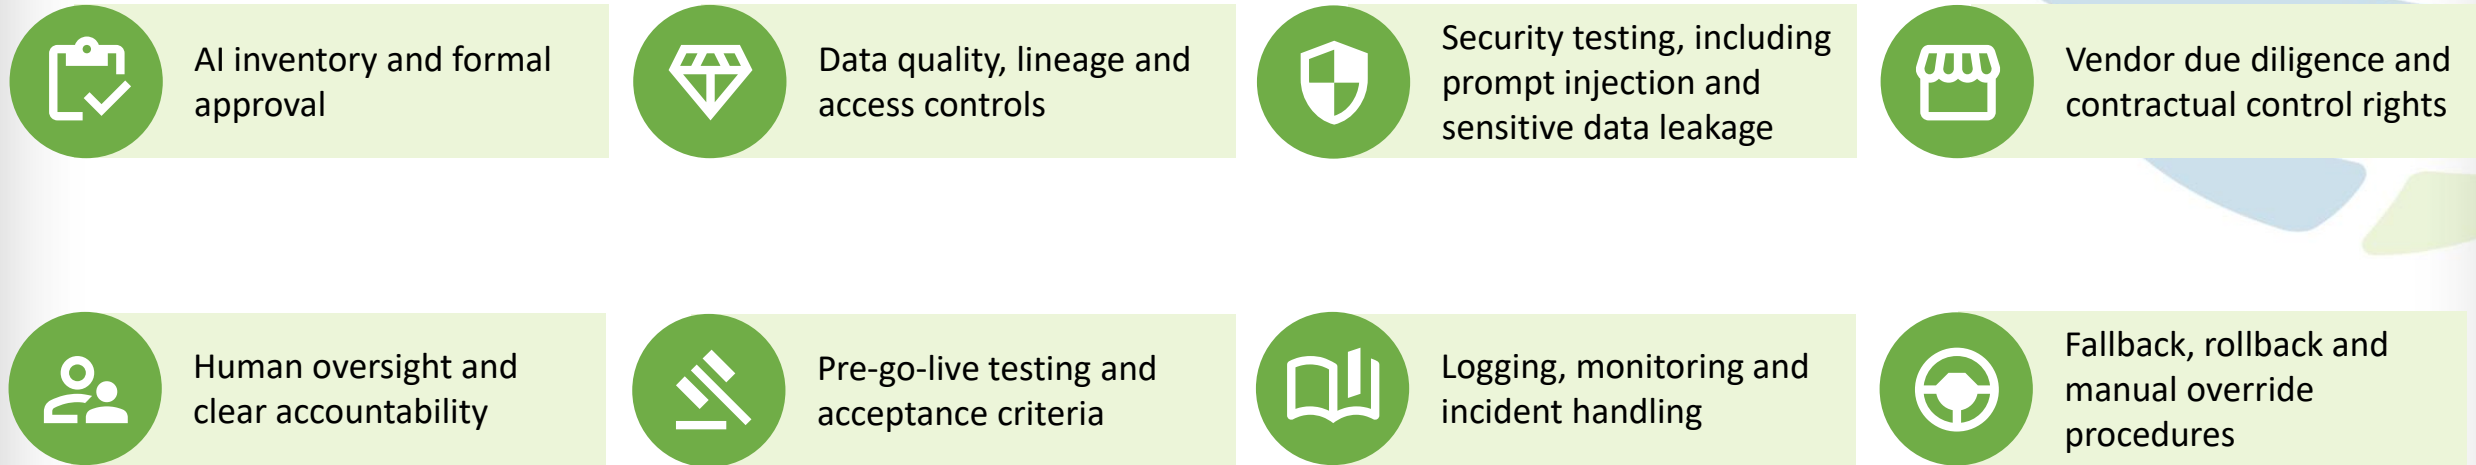 AI inventory and formal
approval
Data quality, lineage and
access controls
Security testing, including
prompt injection and
sensitive data leakage
Vendor due diligence and
contractual control rights
Human oversight and
clear accountability
Pre-go-live testing and
acceptance criteria
Logging, monitoring and
incident handling
Fallback, rollback and
manual override
procedures